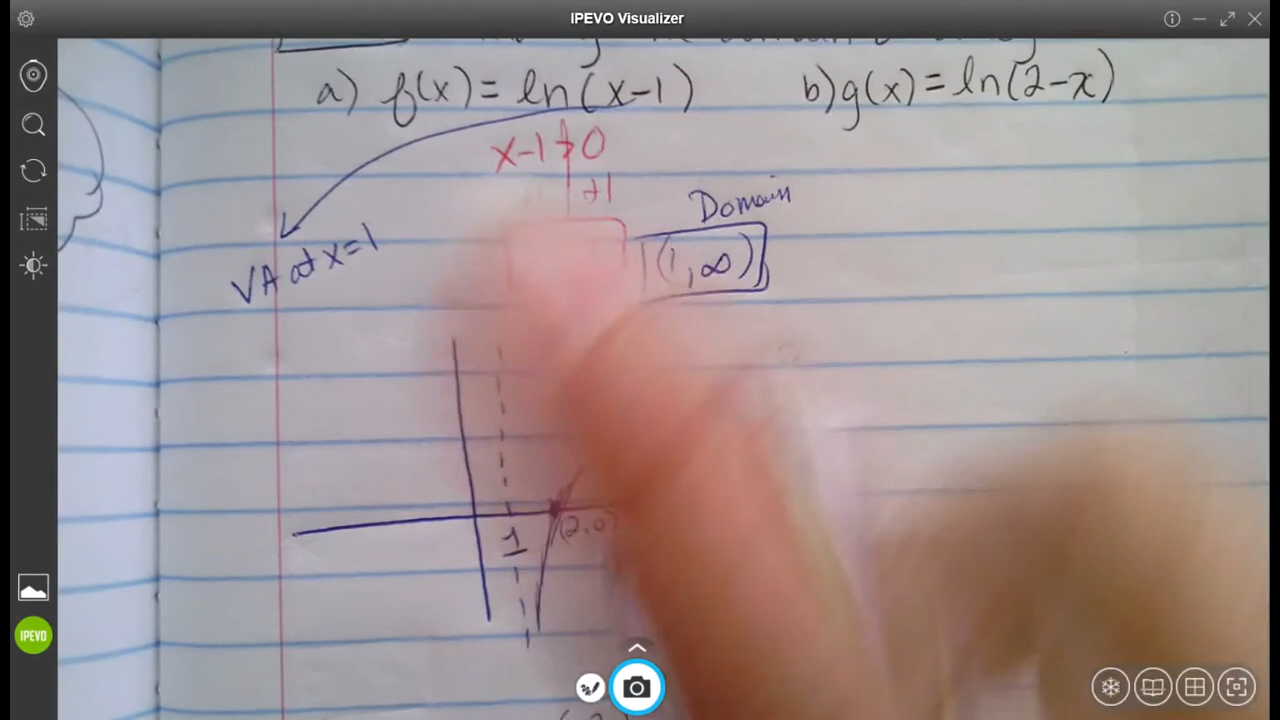 IPEVO Visualizer
a) f(x) = ln(x-1) b) g(x) = ln(2-x)
x-1 > 0
+1
Domain
(1, ∞)
VA at x=1
(2,0)
1
IPEVO